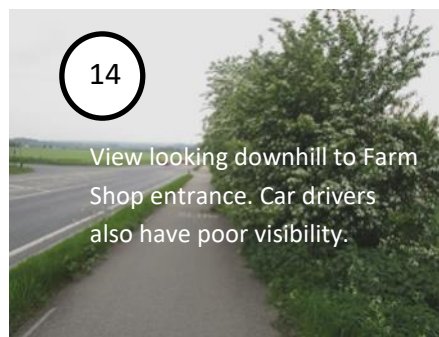 14
View looking downhill to Farm
Shop entrance. Car drivers
also have poor visibility.